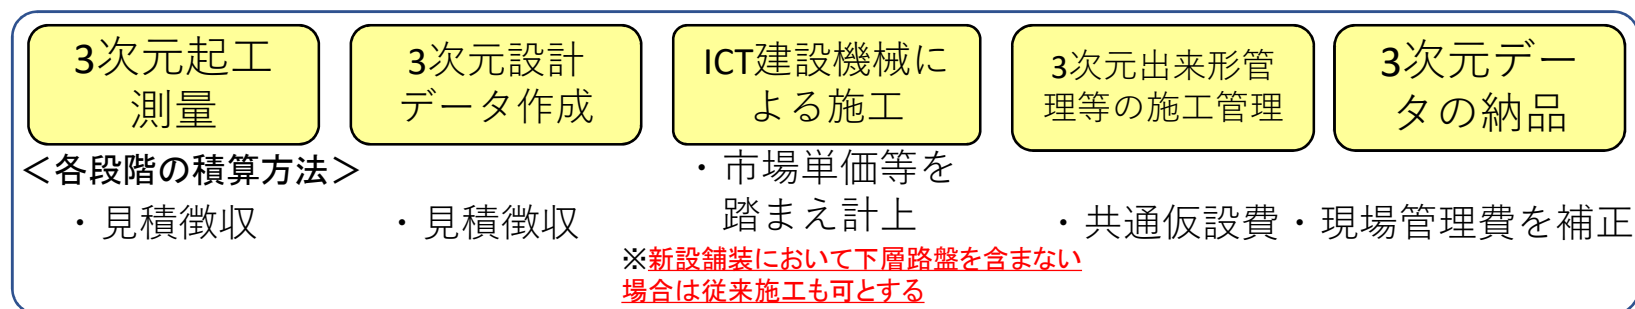 3次元起工
測量
3次元設計
データ作成
ICT建設機械に
よる施工
3次元出来形管
理等の施工管理
3次元デー
タの納品
＜各段階の積算方法＞
・見積徴収
・見積徴収
・市場単価等を
踏まえ計上
※新設舗装において下層路盤を含まない
場合は従来施工も可とする
・共通仮設費・現場管理費を補正